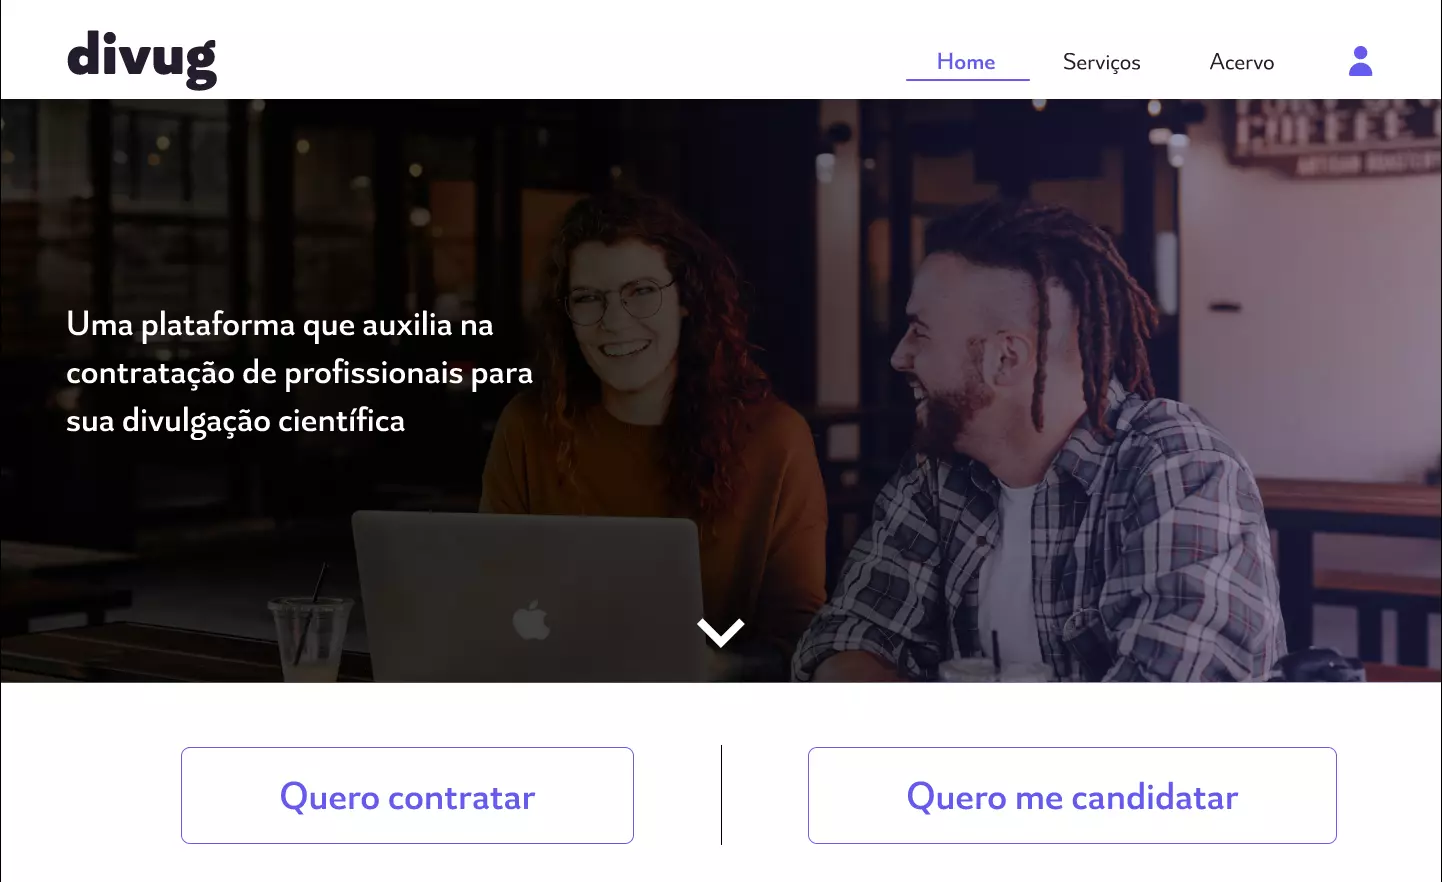 divug
Home
Serviços
Acervo
COFFEE
Uma plataforma que auxilia na
contratação de profissionais para
sua divulgação científica
Quero contratar
Quero me candidatar